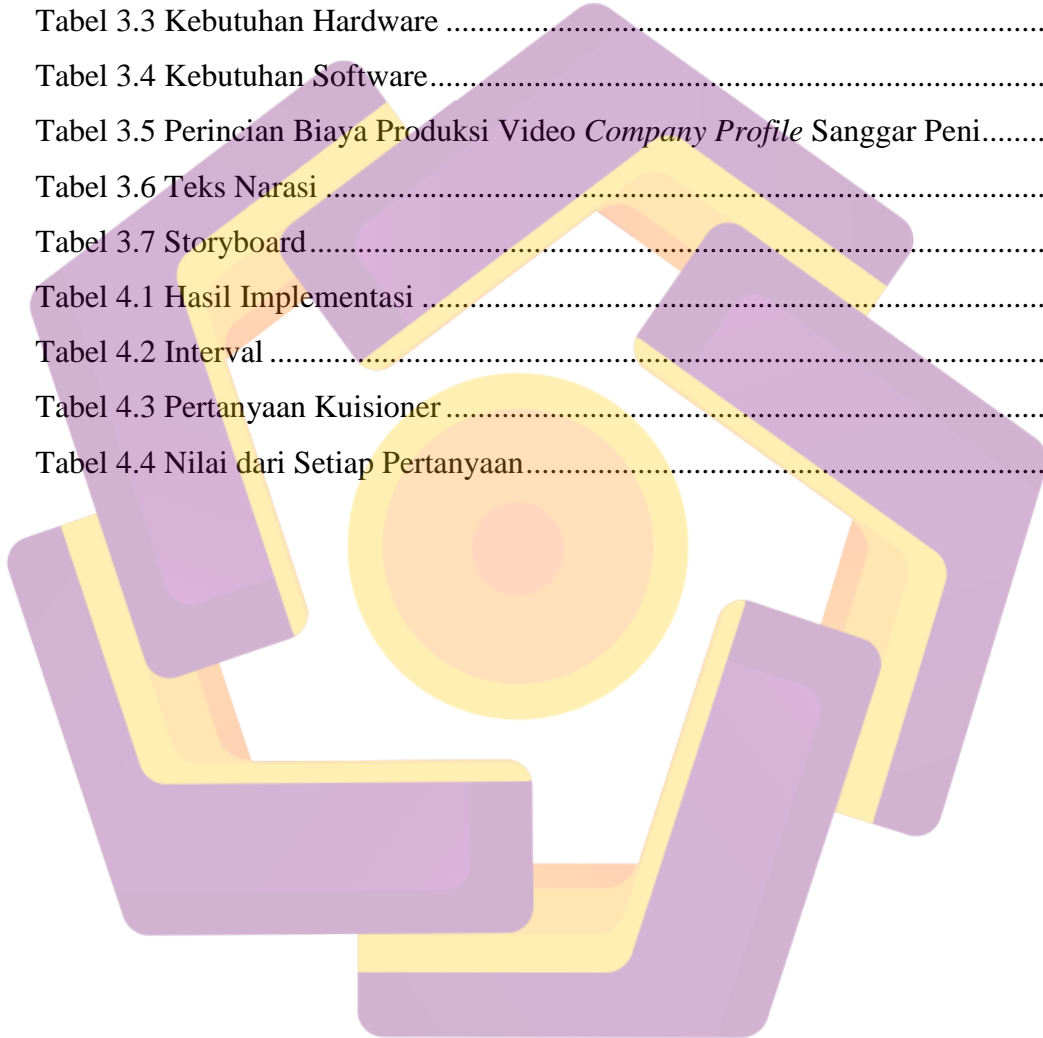 Tabel 3.3 Kebutuhan Hardware ....................................................................
Tabel 3.4 Kebutuhan Software......................................................................
Tabel 3.5 Perincian Biaya Produksi Video Company Profile Sanggar Peni.......
Tabel 3.6 Teks Narasi ..................................................................................
Tabel 3.7 Storyboard....................................................................................
Tabel 4.1 Hasil Implementasi ......................................................................
Tabel 4.2 Interval ........................................................................................
Tabel 4.3 Pertanyaan Kuisioner ...................................................................
Tabel 4.4 Nilai dari Setiap Pertanyaan..........................................................